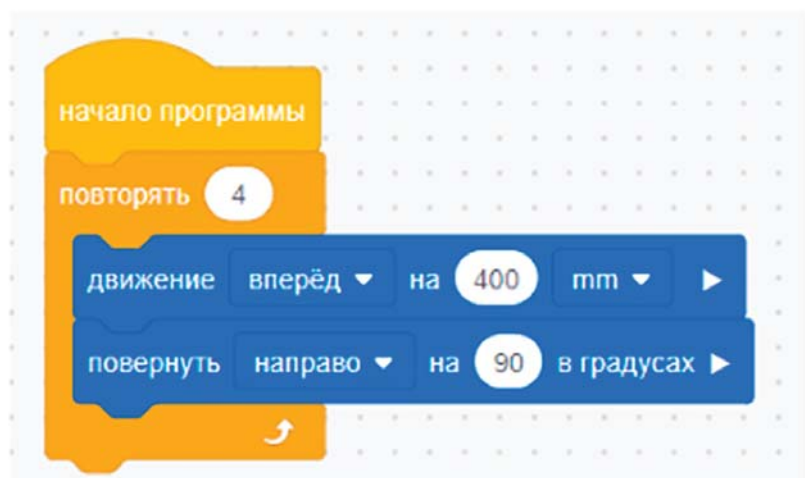 начало программы
повторять 4
движение вперёд на 400 mm
повернуть направо на 90 в градусах